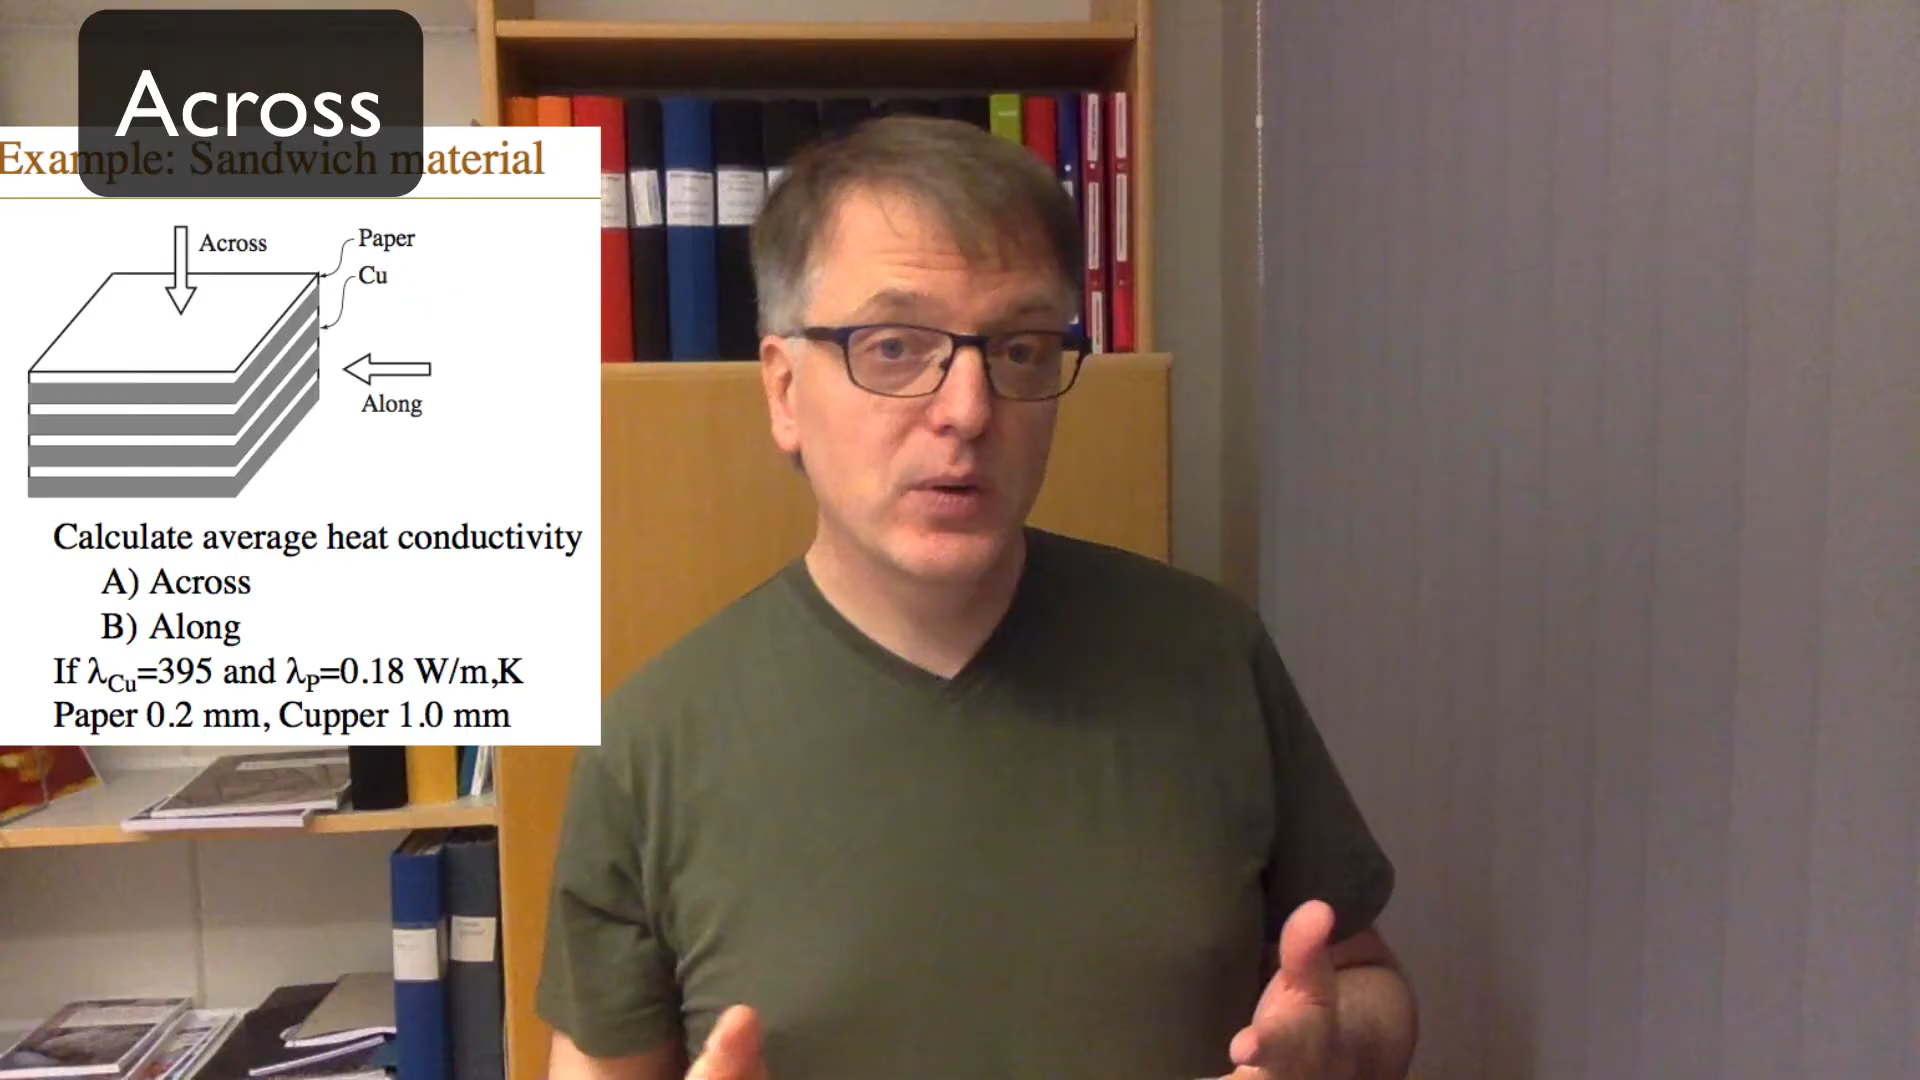 Across
Example: Sandwich material
Across
Paper
Cu
Along
Calculate average heat conductivity
A) Across
B) Along
If λCu=395 and λP=0.18 W/m,K
Paper 0.2 mm, Cupper 1.0 mm